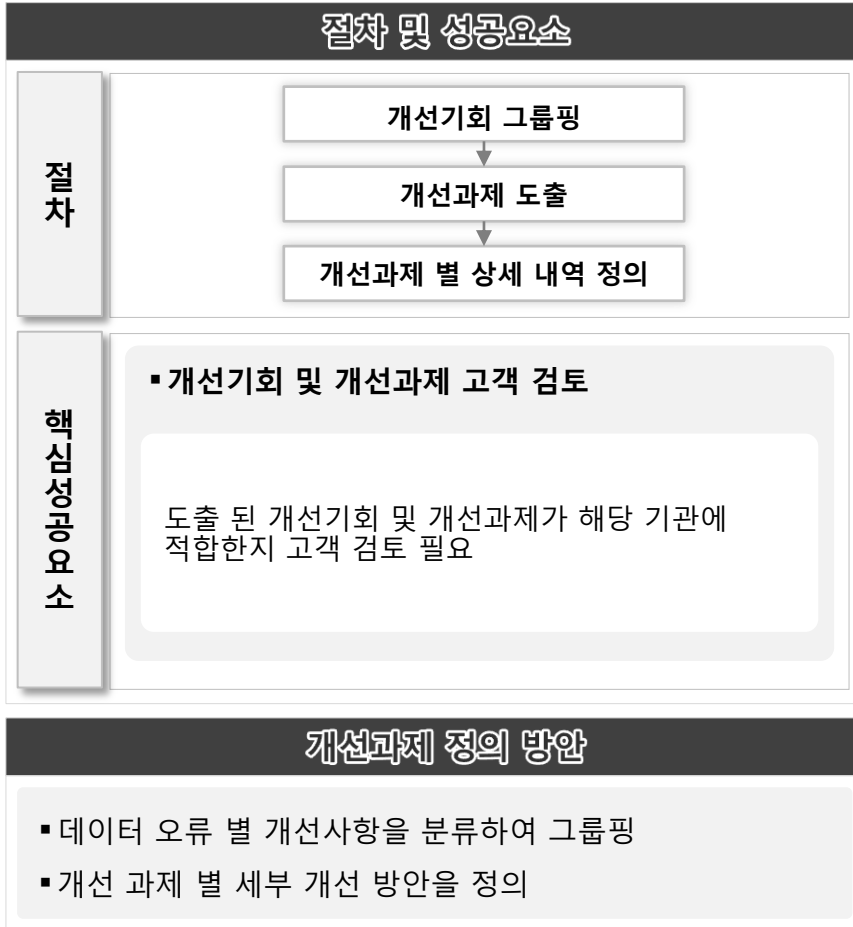 절차 및 성공요소
절차
개선기회 그룹핑
개선과제 도출
개선과제 별 상세 내역 정의
핵심성공요소
▪개선기회 및 개선과제 고객 검토
도출 된 개선기회 및 개선과제가 해당 기관에
적합한지 고객 검토 필요
개선과제 정의 방안
▪데이터 오류 별 개선사항을 분류하여 그룹핑
▪개선 과제 별 세부 개선 방안을 정의